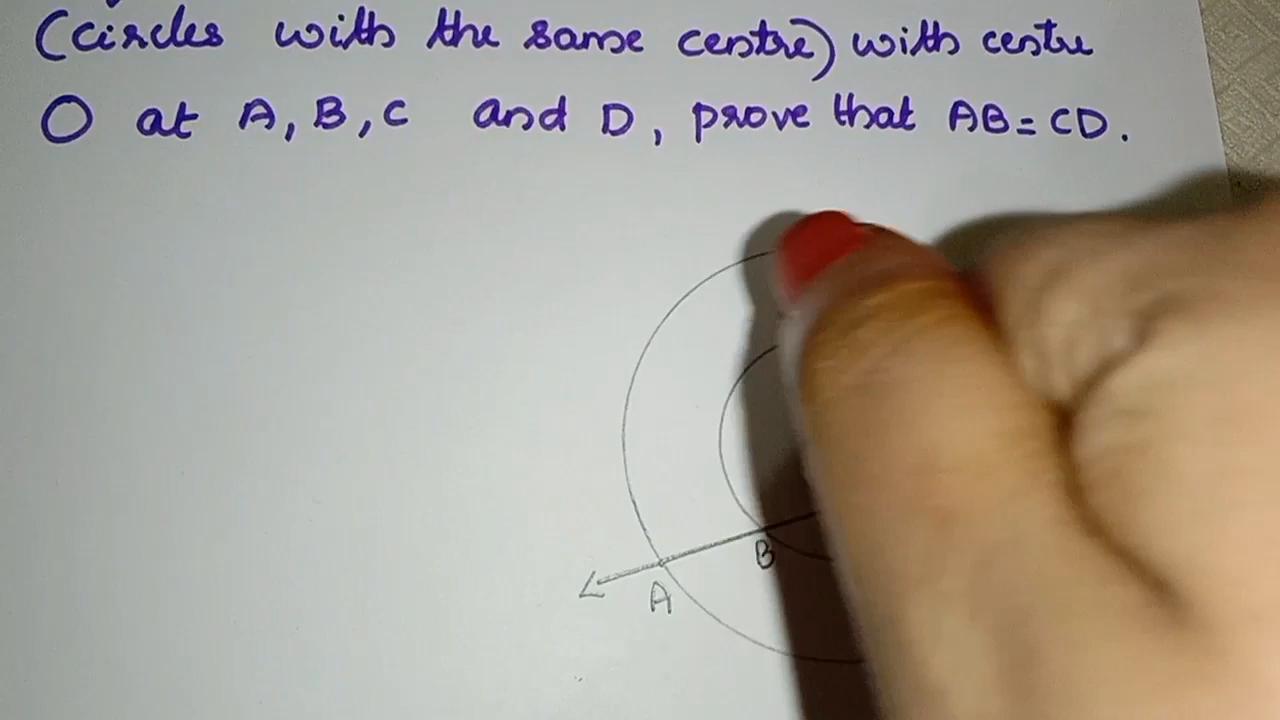 (circles with the same centre) with centre
O at A, B, C and D, prove that AB = CD.
B
A